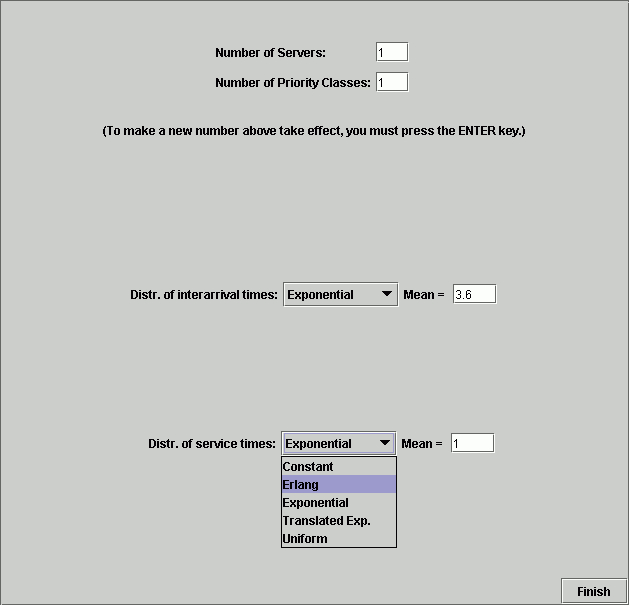 Number of Servers: 1
Number of Priority Classes: 1
(To make a new number above take effect, you must press the ENTER key.)
Distr. of interarrival times: Exponential Mean = 3.6
Distr. of service times: Exponential Mean = 1
Constant
Erlang
Exponential
Translated Exp.
Uniform
Finish